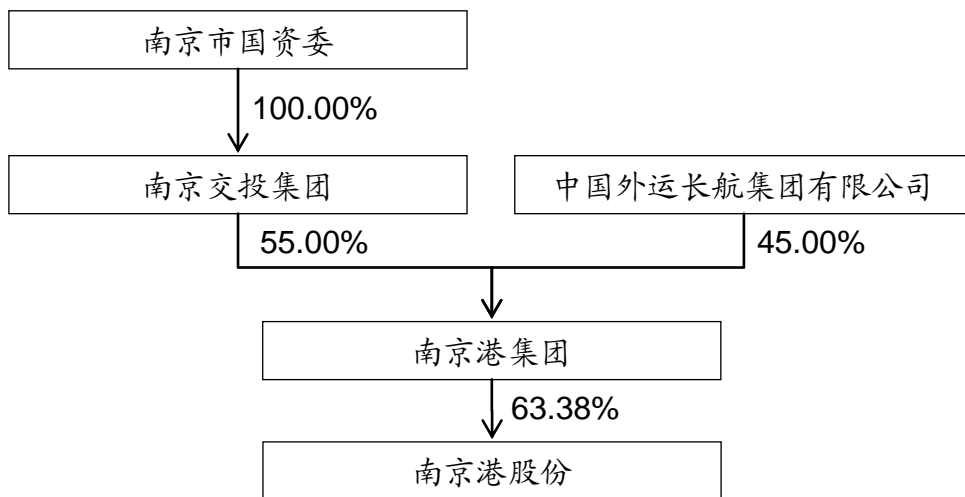 南京市国资委
100.00%
南京交投集团
中国外运长航集团有限公司
55.00%
45.00%
南京港集团
63.38%
南京港股份